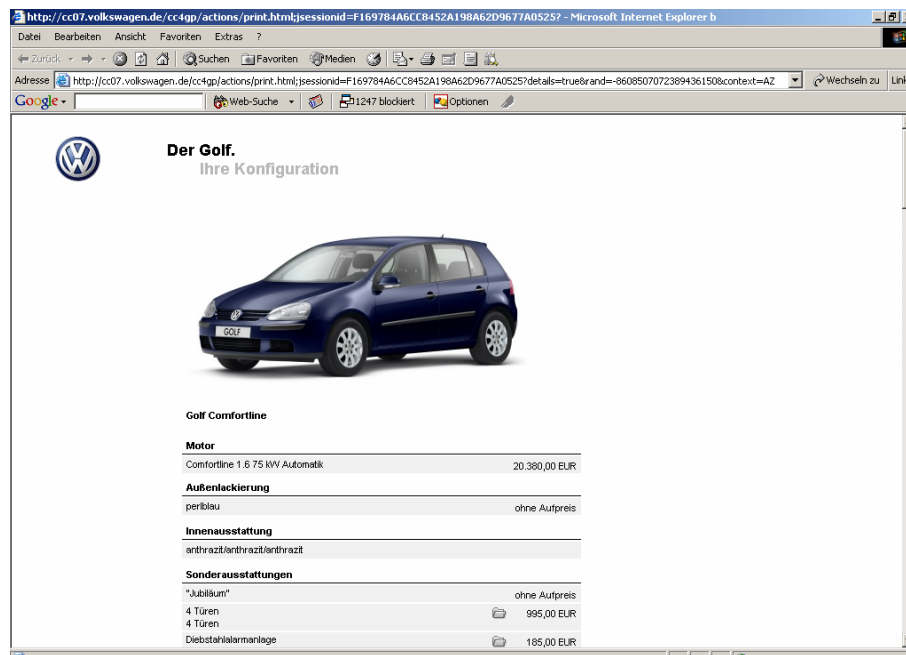 http://cc07.volkswagen.de/cc4gp/actions/print.html;jsessionid=F169784A6CC8452A198A62D9677A0525? - Microsoft Internet Explorer b
Datei Bearbeiten Ansicht Favoriten Extras ?
Zurück Suchen Favoriten Medien
Adresse http://cc07.volkswagen.de/cc4gp/actions/print.html;jsessionid=F169784A6CC8452A198A62D9677A0525?details=true&rand=-8608507072389436150&context=AZ Wechseln zu Link
Google Web-Suche 1247 blockiert Optionen
Der Golf.
Ihre Konfiguration
GOLF
Golf Comfortline
Motor
Comfortline 1.6 75 kW Automatik 20.380,00 EUR
Außenlackierung
perlblau ohne Aufpreis
Innenausstattung
anthrazit/anthrazit/anthrazit
Sonderausstattungen
"Jubiläum" ohne Aufpreis
4 Türen 995,00 EUR
4 Türen
Diebstahlalarmanlage 185,00 EUR